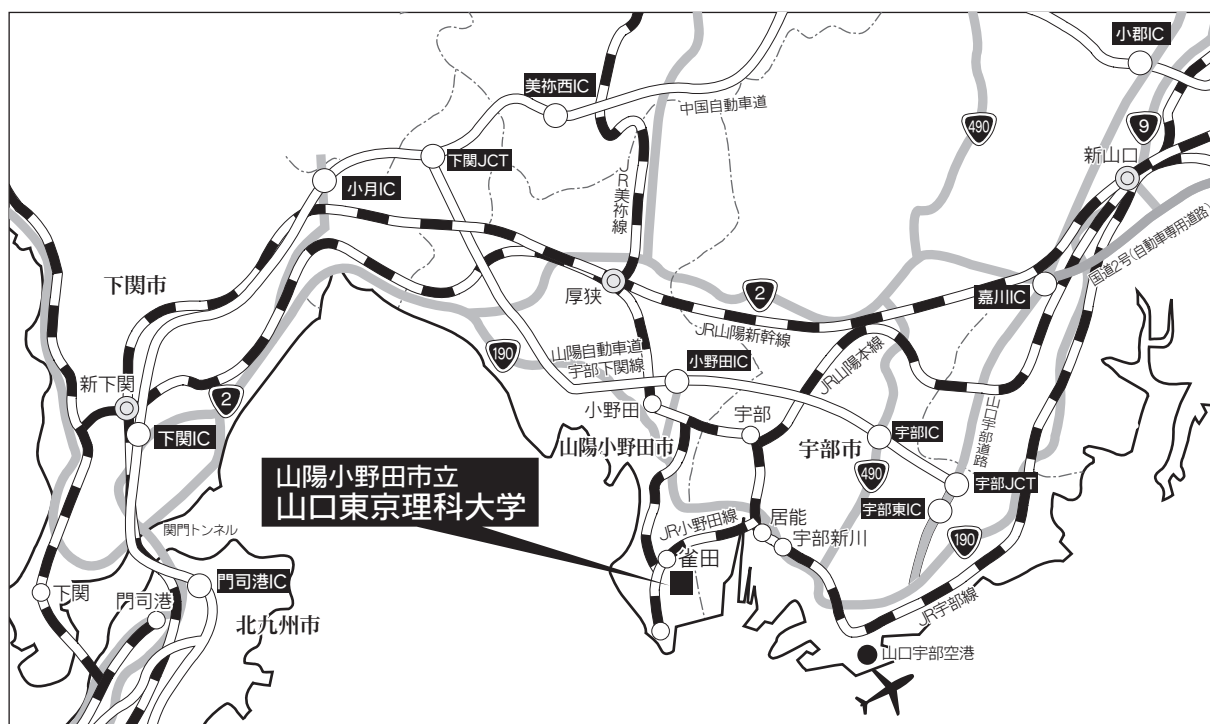 小郡IC
美祢西IC
中国自動車道
490
9
下関JCT
新山口
小月IC
JR美祢線
国道2号(自動車専用道路)
下関市
厚狭
2
嘉川IC
JR山陽新幹線
190
山陽自動車道
宇部下関線
小野田IC
JR山陽本線
新下関
2
小野田
宇部
山口宇部道路
下関IC
山陽小野田市
宇部市
宇部IC
490
山陽小野田市立
山口東京理科大学
宇部JCT
宇部東IC
関門トンネル
JR小野田線
居能
宇部新川
190
雀田
下関
門司港
門司港IC
JR宇部線
北九州市
山口宇部空港